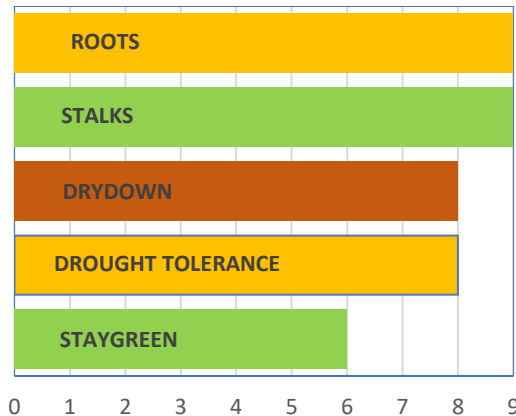 ROOTS
STALKS
DRYDOWN
DROUGHT TOLERANCE
STAYGREEN
0 1 2 3 4 5 6 7 8 9